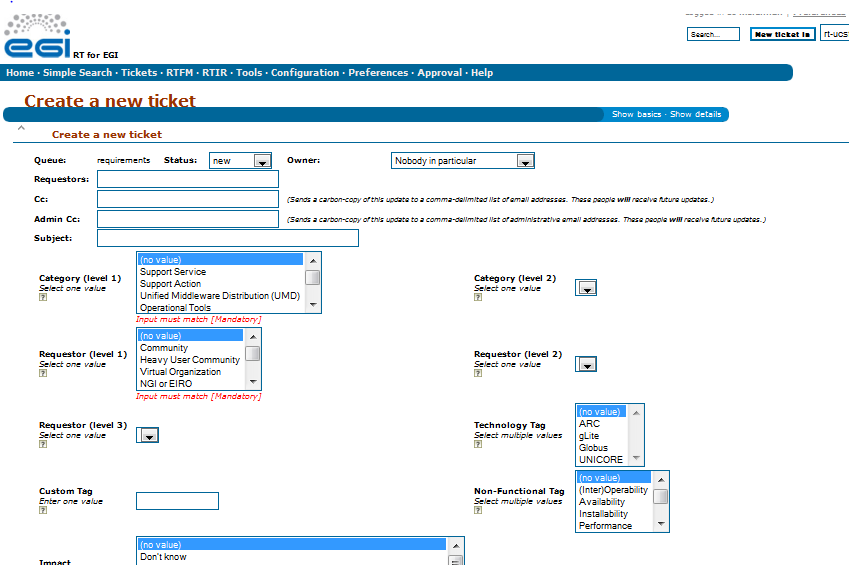 egi RT for EGI
Search... New ticket in rt-ucs
Home · Simple Search · Tickets · RTFM · RTIR · Tools · Configuration · Preferences · Approval · Help
Create a new ticket
Show basics · Show details
Create a new ticket
Queue: requirements Status: new Owner: Nobody in particular
Requestors:
Cc: (Sends a carbon-copy of this update to a comma-delimited list of email addresses. These people will receive future updates.)
Admin Cc: (Sends a carbon-copy of this update to a comma-delimited list of administrative email addresses. These people will receive future updates.)
Subject:
Category (level 1)
Select one value
?
(no value)
Support Service
Support Action
Unified Middleware Distribution (UMD)
Operational Tools
Input must match [Mandatory]
Category (level 2)
Select one value
?
Requestor (level 1)
Select one value
?
(no value)
Community
Heavy User Community
Virtual Organization
NGI or EIRO
Input must match [Mandatory]
Requestor (level 2)
Select one value
?
Requestor (level 3)
Select one value
?
Technology Tag
Select multiple values
?
(no value)
ARC
gLite
Globus
UNICORE
Custom Tag
Enter one value
?
Non-Functional Tag
Select multiple values
?
(no value)
(Inter)Operability
Availability
Installability
Performance
Impact
(no value)
Don't know